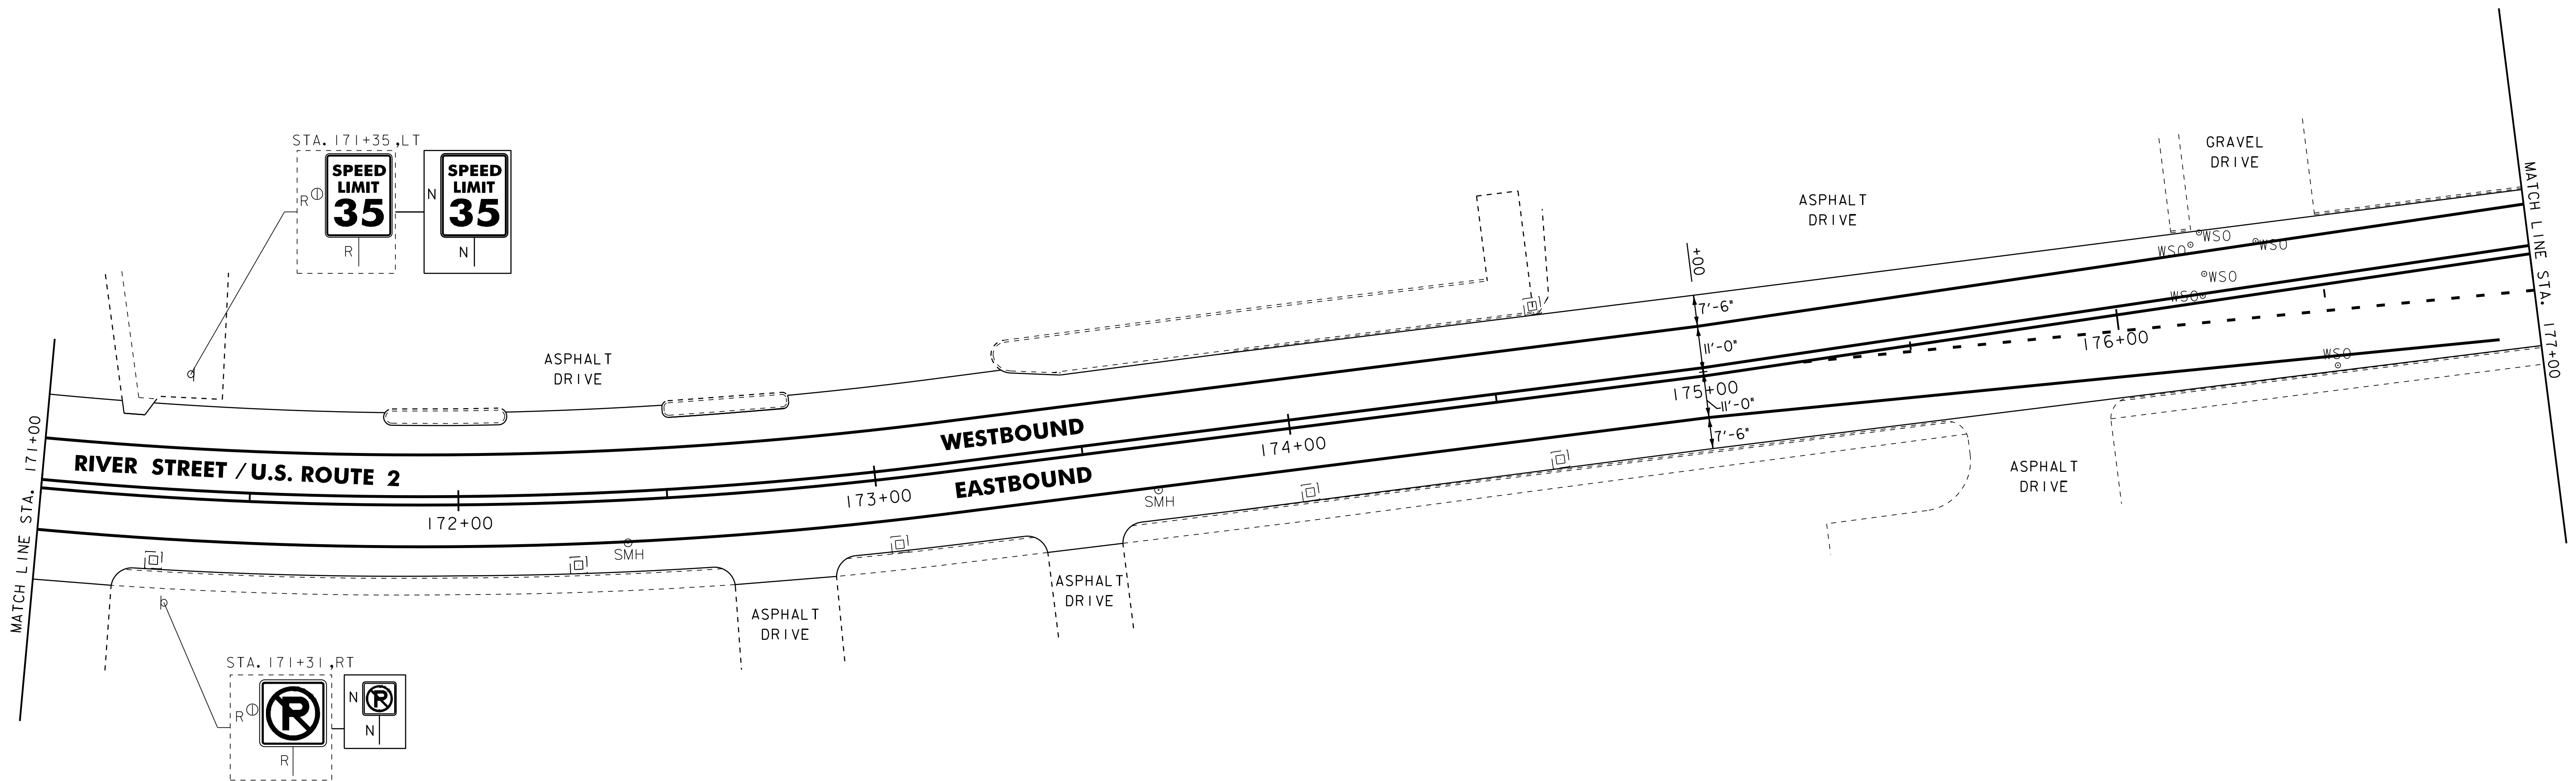 STA. 171+35 ,LT
R
SPEED
LIMIT
35
R
N
SPEED
LIMIT
35
N
ASPHALT
DRIVE
ASPHALT
DRIVE
GRAVEL
DRIVE
WSO
WSO
WSO
WSO
WSO
WSO
MATCH LINE STA. 171+00
MATCH LINE STA. 177+00
RIVER STREET / U.S. ROUTE 2
WESTBOUND
EASTBOUND
172+00
173+00
174+00
175+00
176+00
+00
7'-6"
11'-0"
11'-0"
7'-6"
SMH
SMH
ASPHALT
DRIVE
ASPHALT
DRIVE
ASPHALT
DRIVE
STA. 171+31 ,RT
R
P
R
N
P
N